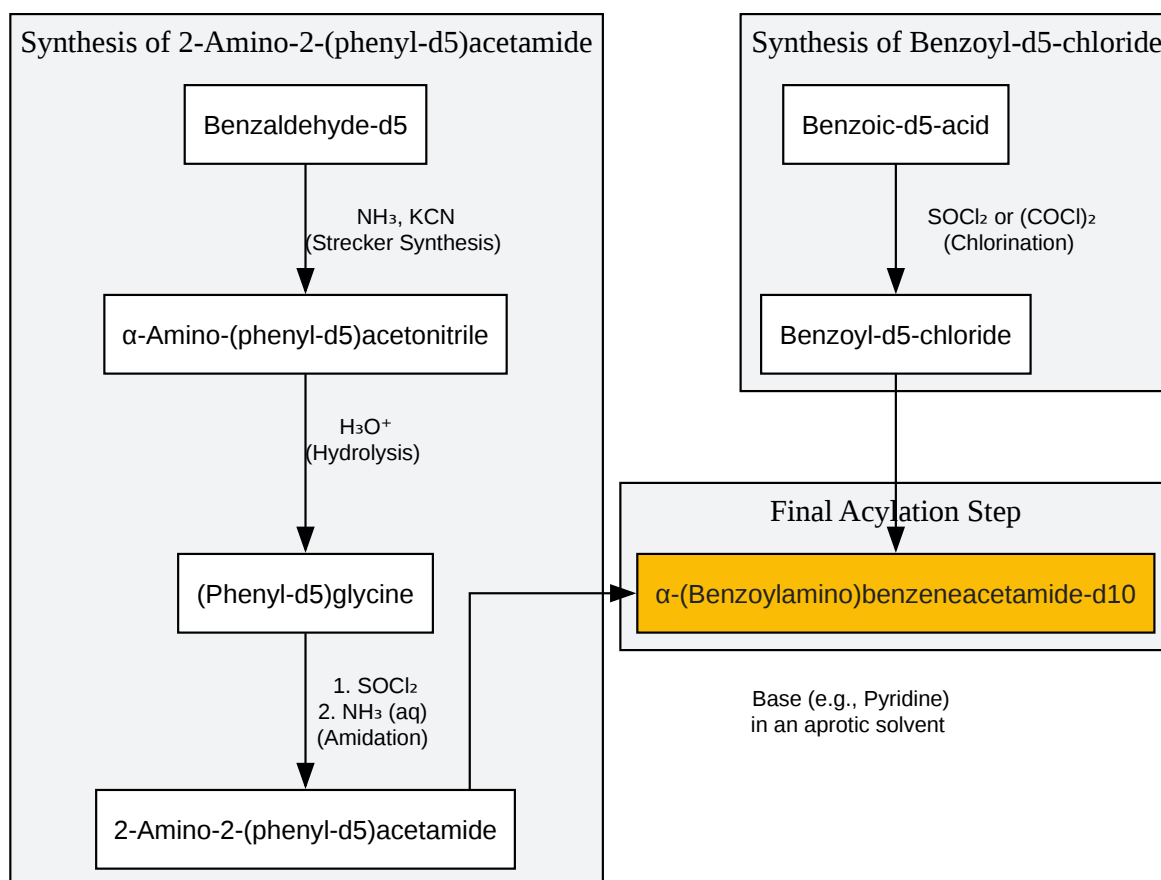 Synthesis of 2-Amino-2-(phenyl-d5)acetamide
Benzaldehyde-d5
NH₃, KCN
(Strecker Synthesis)
α-Amino-(phenyl-d5)acetonitrile
H₃O⁺
(Hydrolysis)
(Phenyl-d5)glycine
1. SOCl₂
2. NH₃ (aq)
(Amidation)
2-Amino-2-(phenyl-d5)acetamide
Synthesis of Benzoyl-d5-chloride
Benzoic-d5-acid
SOCl₂ or (COCl)₂
(Chlorination)
Benzoyl-d5-chloride
Final Acylation Step
α-(Benzoylamino)benzeneacetamide-d10
Base (e.g., Pyridine)
in an aprotic solvent